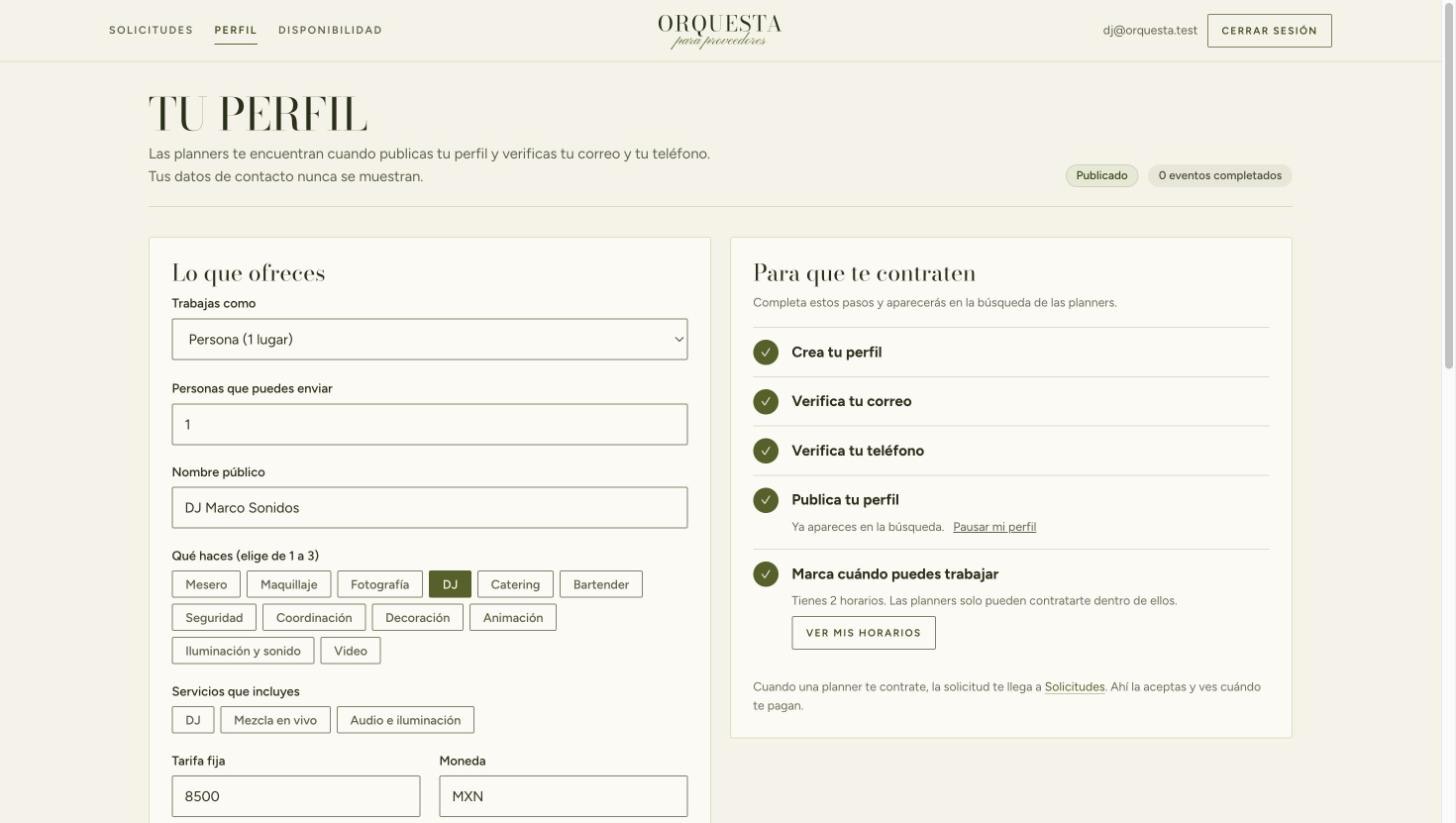 SOLICITUDES PERFIL DISPONIBILIDAD
ORQUESTA
para proveedores
dj@orquesta.test CERRAR SESIÓN
TU PERFIL
Las planners te encuentran cuando publicas tu perfil y verificas tu correo y tu teléfono.
Tus datos de contacto nunca se muestran.
Publicado 0 eventos completados
Lo que ofreces
Trabajas como
Persona (1 lugar)
Personas que puedes enviar
1
Nombre público
DJ Marco Sonidos
Qué haces (elige de 1 a 3)
Mesero Maquillaje Fotografía DJ Catering Bartender
Seguridad Coordinación Decoración Animación
Iluminación y sonido Video
Servicios que incluyes
DJ Mezcla en vivo Audio e iluminación
Tarifa fija Moneda
8500 MXN
Para que te contraten
Completa estos pasos y aparecerás en la búsqueda de las planners.
Crea tu perfil
Verifica tu correo
Verifica tu teléfono
Publica tu perfil
Ya apareces en la búsqueda. Pausar mi perfil
Marca cuándo puedes trabajar
Tienes 2 horarios. Las planners solo pueden contratarte dentro de ellos.
VER MIS HORARIOS
Cuando una planner te contrate, la solicitud te llega a Solicitudes. Ahí la aceptas y ves cuándo
te pagan.